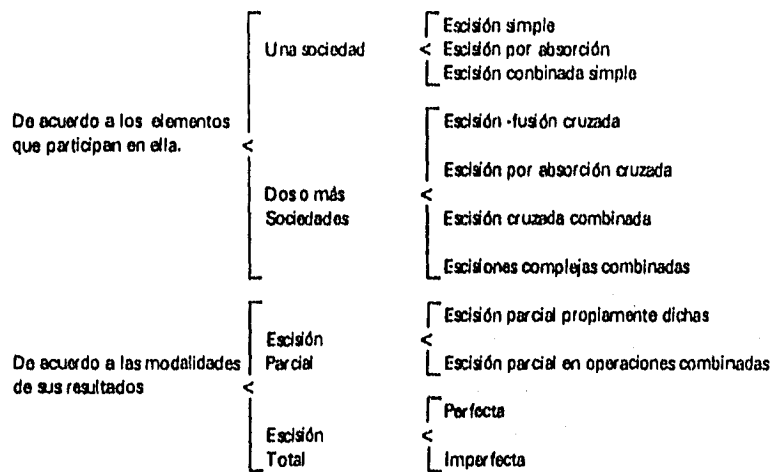 Escisión simple
Una sociedad
Escisión por absorción
Escisión conbinada simple
De acuerdo a los elementos
que participan en ella.
Escisión -fusión cruzada
Escisión por absorción cruzada
Dos o más
Sociedades
Escisión cruzada combinada
Escisiones complejas combinadas
Escisión parcial propiamente dichas
Escisión
Parcial
Escisión parcial en operaciones combinadas
De acuerdo a las modalidades
de sus resultados
Perfecta
Escisión
Total
Imperfecta